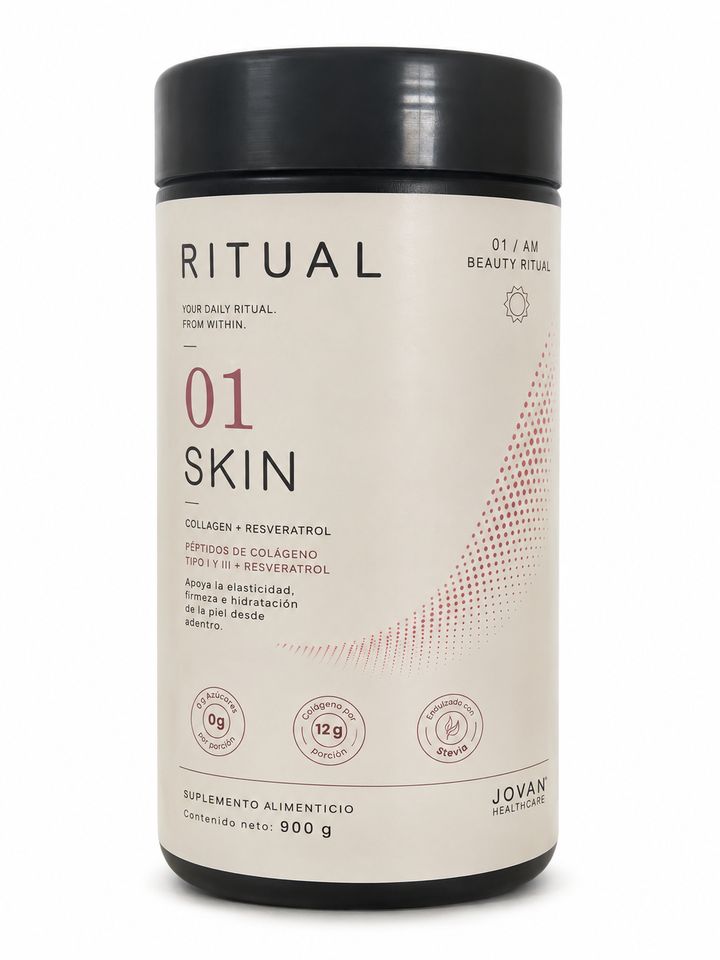 RITUAL
01 / AM
BEAUTY RITUAL
YOUR DAILY RITUAL.
FROM WITHIN.
01
SKIN
COLLAGEN + RESVERATROL
PÉPTIDOS DE COLÁGENO
TIPO I Y III + RESVERATROL
Apoya la elasticidad,
firmeza e hidratación
de la piel desde
adentro.
0 g Azúcares
0g
por porción
Colágeno por
12 g
porción
Endulzado con
Stevia
SUPLEMENTO ALIMENTICIO
Contenido neto: 900 g
JOVAN
HEALTHCARE